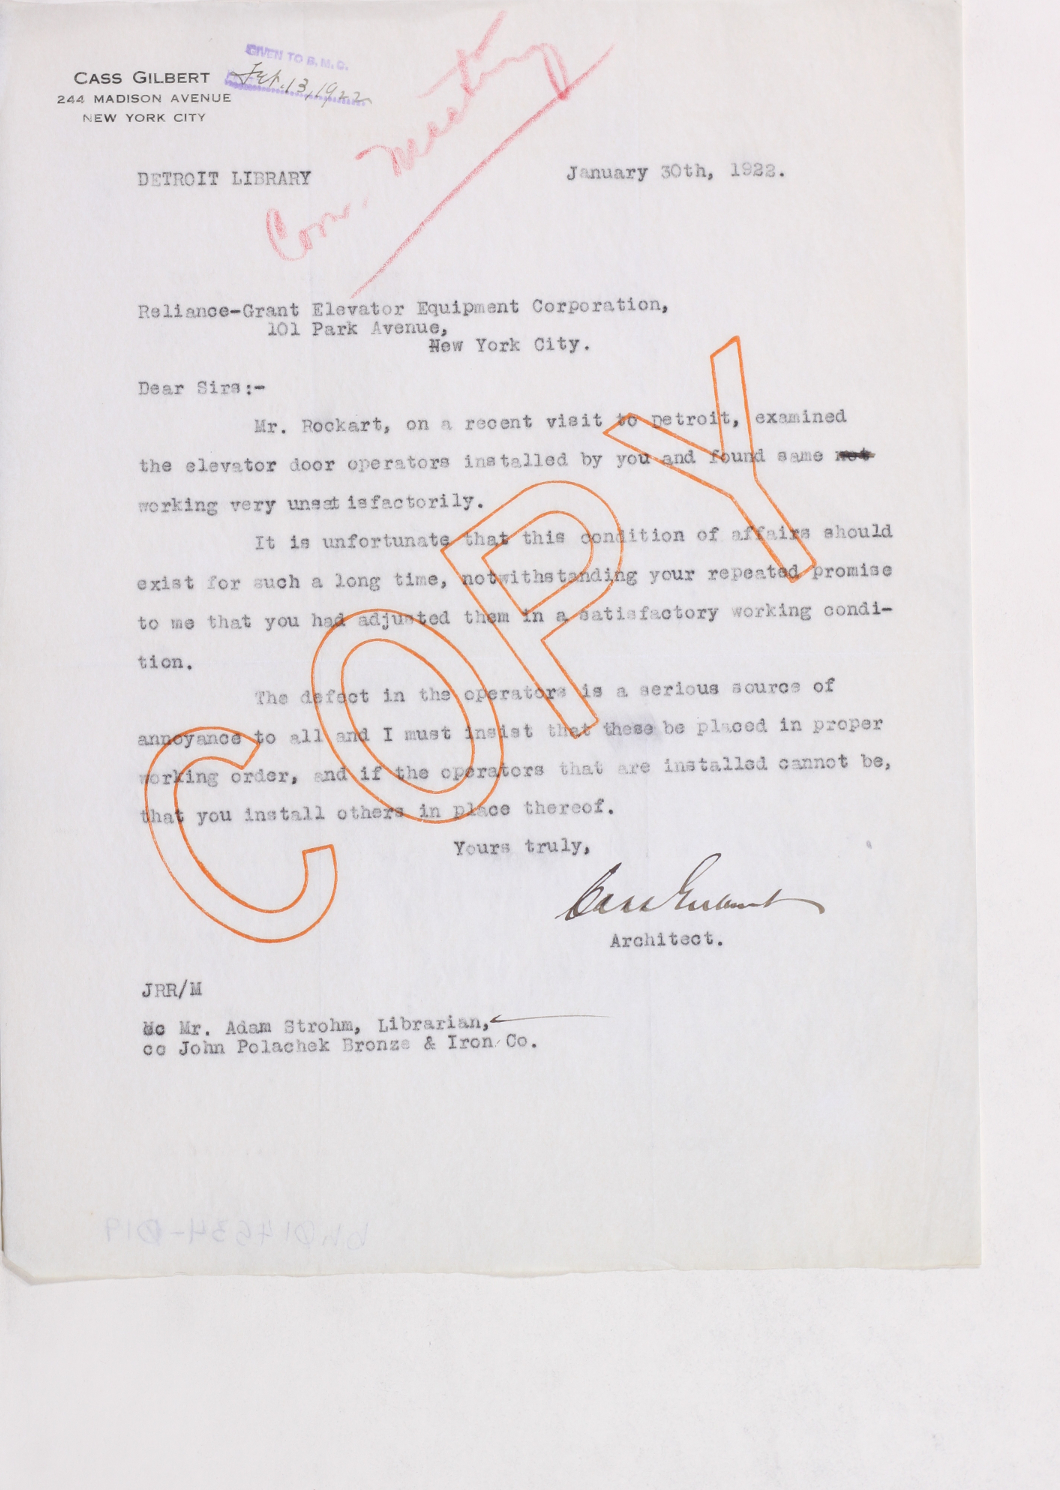 CASS GILBERT
244 MADISON AVENUE
NEW YORK CITY
GIVEN TO B. M. C.
Feb. 13, 1922
Com. Meeting
DETROIT LIBRARY
January 30th, 1922.
Reliance-Grant Elevator Equipment Corporation,
101 Park Avenue,
New York City.
Dear Sirs:-
Mr. Rockart, on a recent visit to Detroit, examined
the elevator door operators installed by you and found same not
working very unsatisfactorily.
It is unfortunate that this condition of affairs should
exist for such a long time, notwithstanding your repeated promise
to me that you had adjusted them in a satisfactory working condi-
tion.
The defect in the operators is a serious source of
annoyance to all and I must insist that these be placed in proper
working order, and if the operators that are installed cannot be,
that you install others in place thereof.
Yours truly,
Cass Gilbert
Architect.
COPY
JRR/M
cc Mr. Adam Strohm, Librarian,
cc John Polachek Bronze & Iron Co.